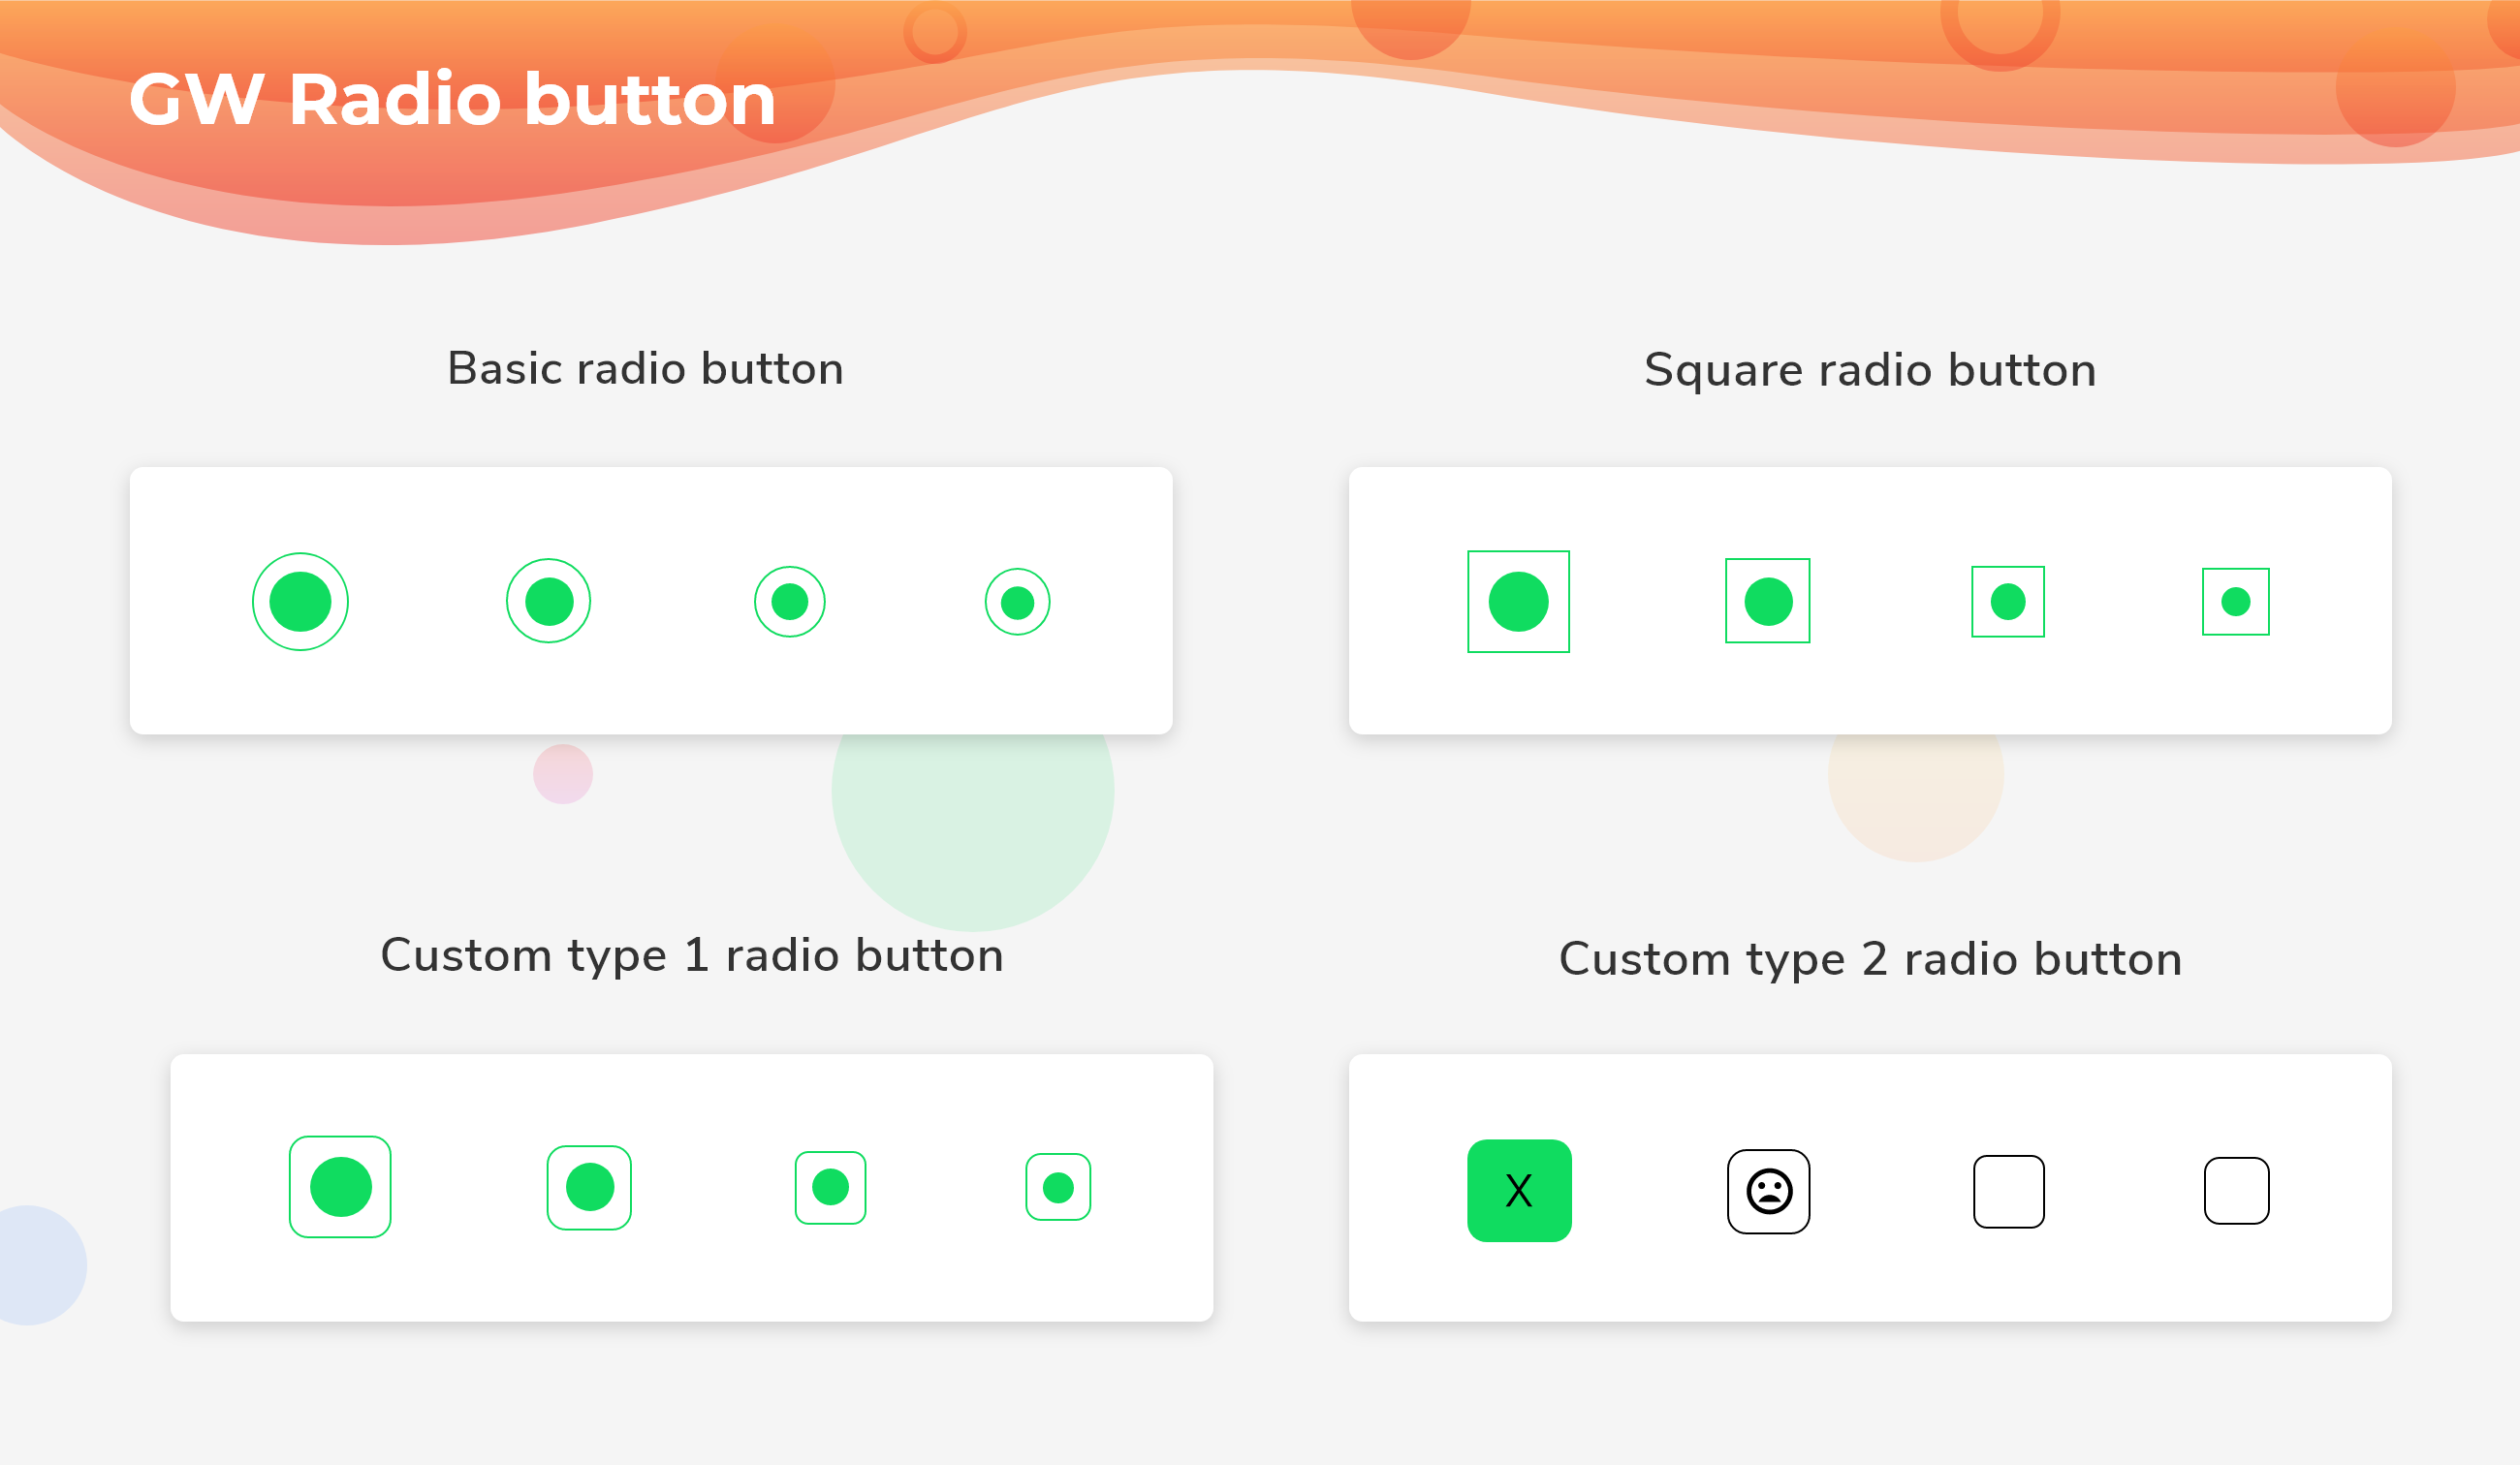 GW Radio button
Basic radio button
Square radio button
Custom type 1 radio button
Custom type 2 radio button
X